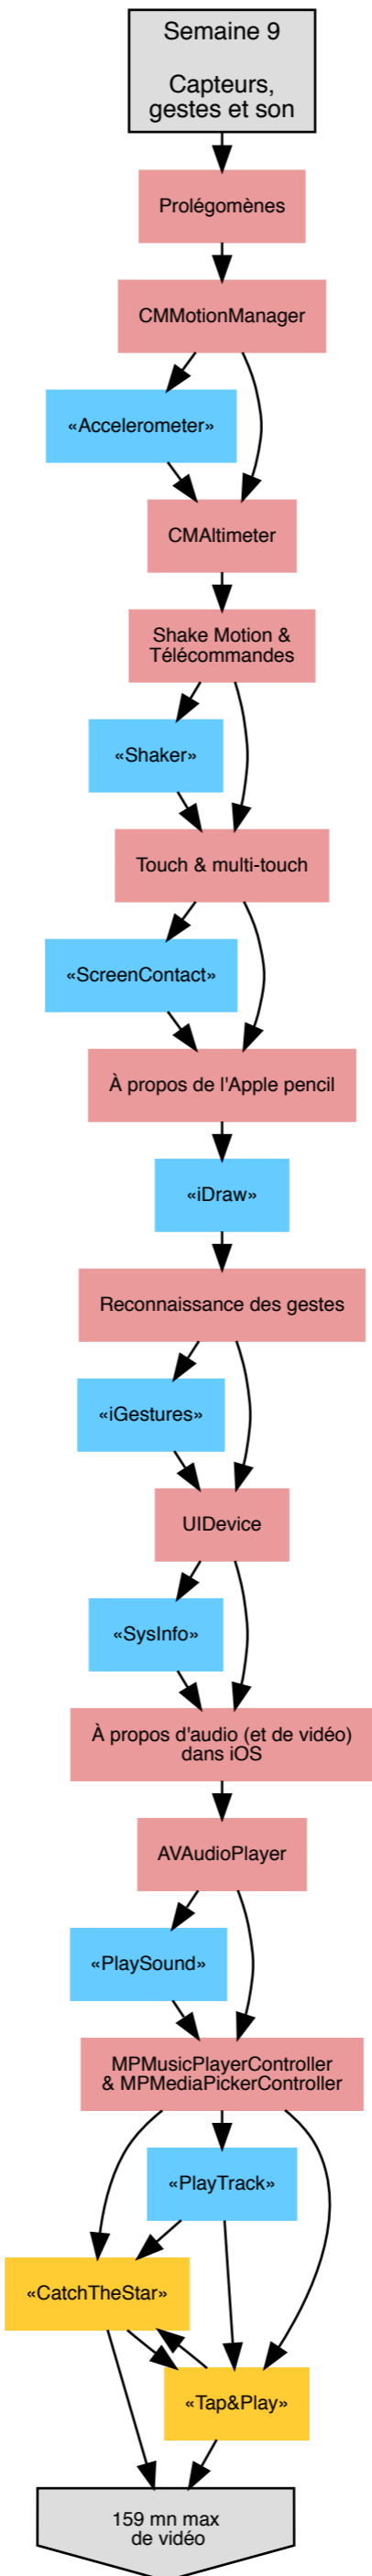 Semaine 9
Capteurs,
gestes et son
Prolégomènes
CMMotionManager
«Accelerometer»
CMAltimeter
Shake Motion &
Télécommandes
«Shaker»
Touch & multi-touch
«ScreenContact»
À propos de l'Apple pencil
«iDraw»
Reconnaissance des gestes
«iGestures»
UIDevice
«SysInfo»
À propos d'audio (et de vidéo)
dans iOS
AVAudioPlayer
«PlaySound»
MPMusicPlayerController
& MPMediaPickerController
«PlayTrack»
«CatchTheStar»
«Tap&Play»
159 mn max
de vidéo